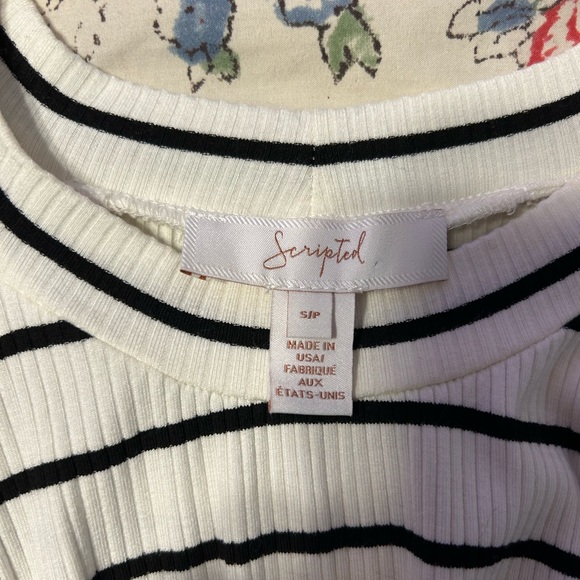 Scripted
S/P
MADE IN
USA/
FABRIQUÉ
AUX
ÉTATS-UNIS